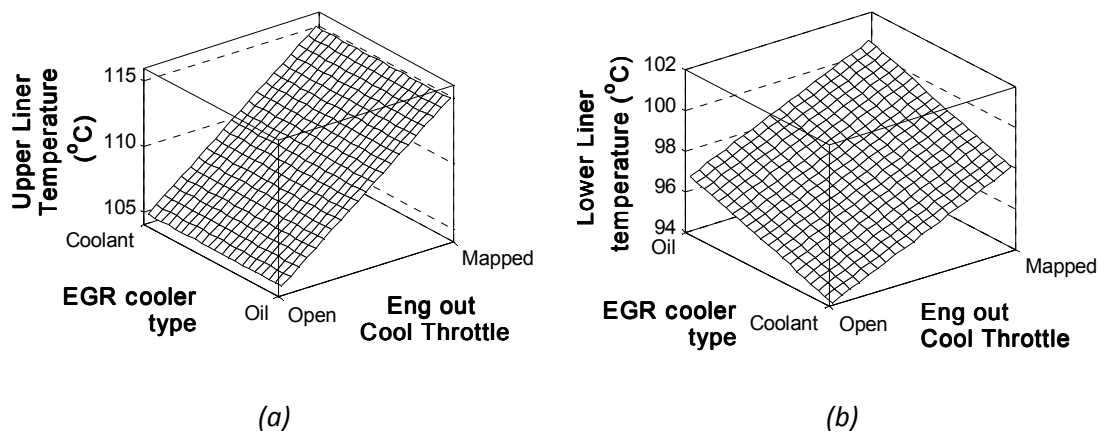 Upper Liner
Temperature
(°C)
115
110
105
Coolant
Oil
Open
Mapped
EGR cooler
type
Eng out
Cool Throttle
(a)
Lower Liner
temperature (°C)
102
100
98
96
94
Oil
Coolant
Open
Mapped
EGR cooler
type
Eng out
Cool Throttle
(b)